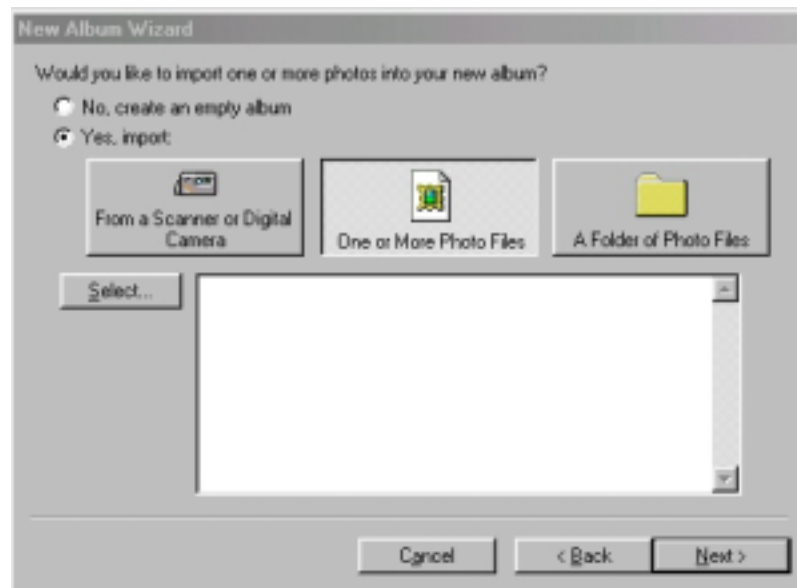 New Album Wizard
Would you like to import one or more photos into your new album?
No, create an empty album
Yes, import:
From a Scanner or Digital
Camera
One or More Photo Files
A Folder of Photo Files
Select...
Cancel
< Back
Next >